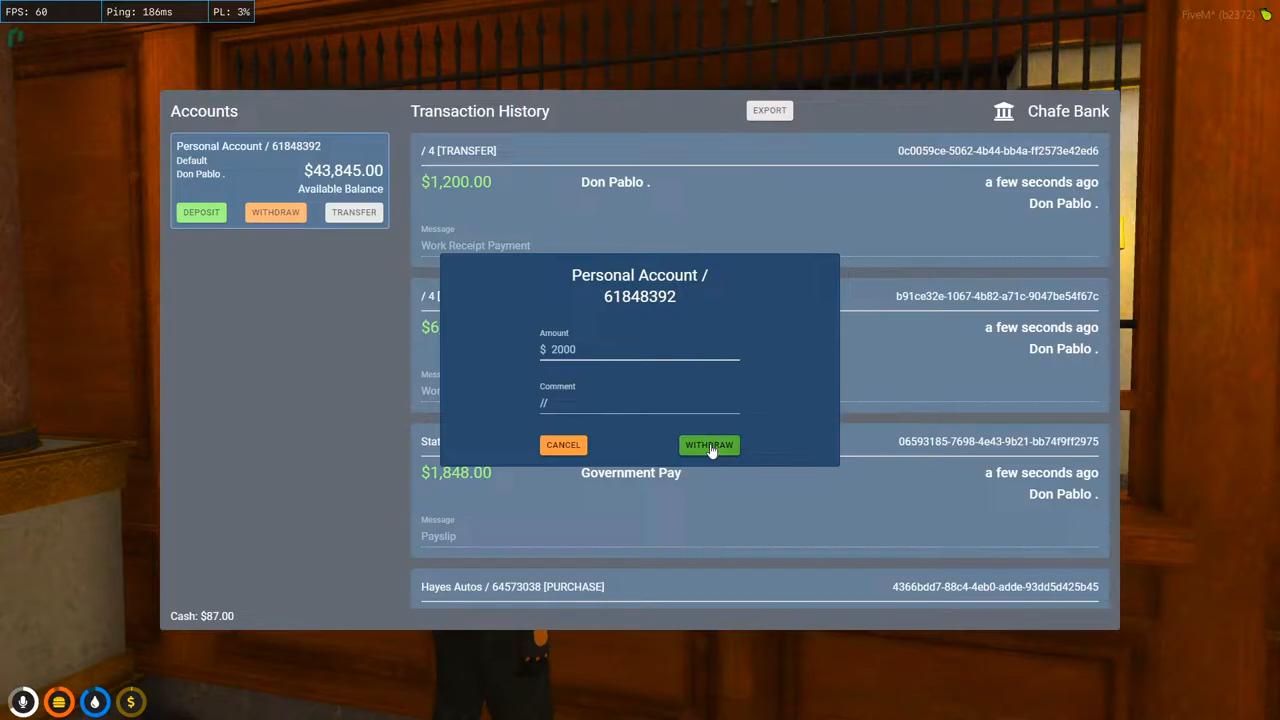 FPS: 60
Ping: 186ms
PL: 3%
FiveM* (b2372)
Accounts
Personal Account / 61848392
Default
Don Pablo .
$43,845.00
Available Balance
DEPOSIT
WITHDRAW
TRANSFER
Cash: $87.00
Transaction History
EXPORT
Chafe Bank
/ 4 [TRANSFER]
0c0059ce-5062-4b44-bb4a-ff2573e42ed6
$1,200.00
Don Pablo .
a few seconds ago
Don Pablo .
Message
Work Receipt Payment
/ 4 [
b91ce32e-1067-4b82-a71c-9047be54f67c
$6
a few seconds ago
Don Pablo .
Mess
Wor
Personal Account /
61848392
Amount
$ 2000
Comment
//
CANCEL
WITHDRAW
Stat
06593185-7698-4e43-9b21-bb74f9ff2975
$1,848.00
Government Pay
a few seconds ago
Don Pablo .
Message
Payslip
Hayes Autos / 64573038 [PURCHASE]
4366bdd7-88c4-4eb0-adde-93dd5d425b45